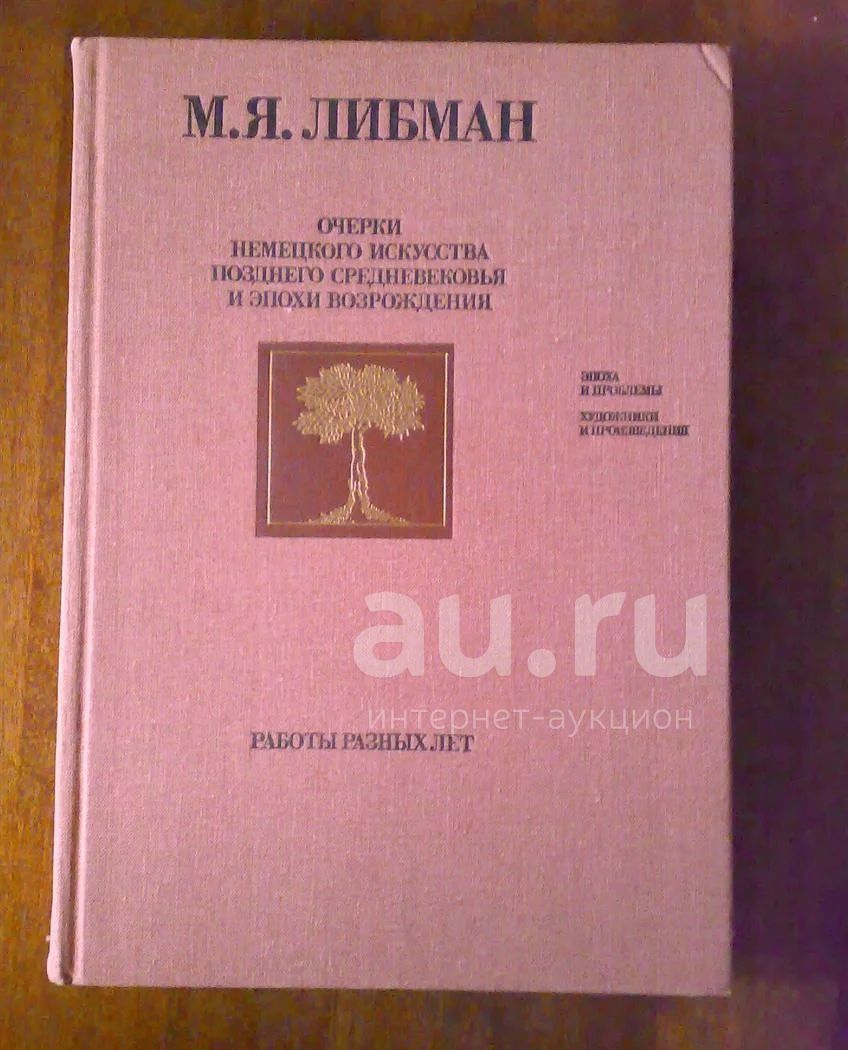 М.Я. ЛИБМАН
ОЧЕРКИ
НЕМЕЦКОГО ИСКУССТВА
ПОЗДНЕГО СРЕДНЕВЕКОВЬЯ
И ЭПОХИ ВОЗРОЖДЕНИЯ
ЭПОХА
И ПРОБЛЕМЫ
ХУДОЖНИКИ
И ПРОИЗВЕДЕНИЯ
au.ru
интернет-аукцион
РАБОТЫ РАЗНЫХ ЛЕТ